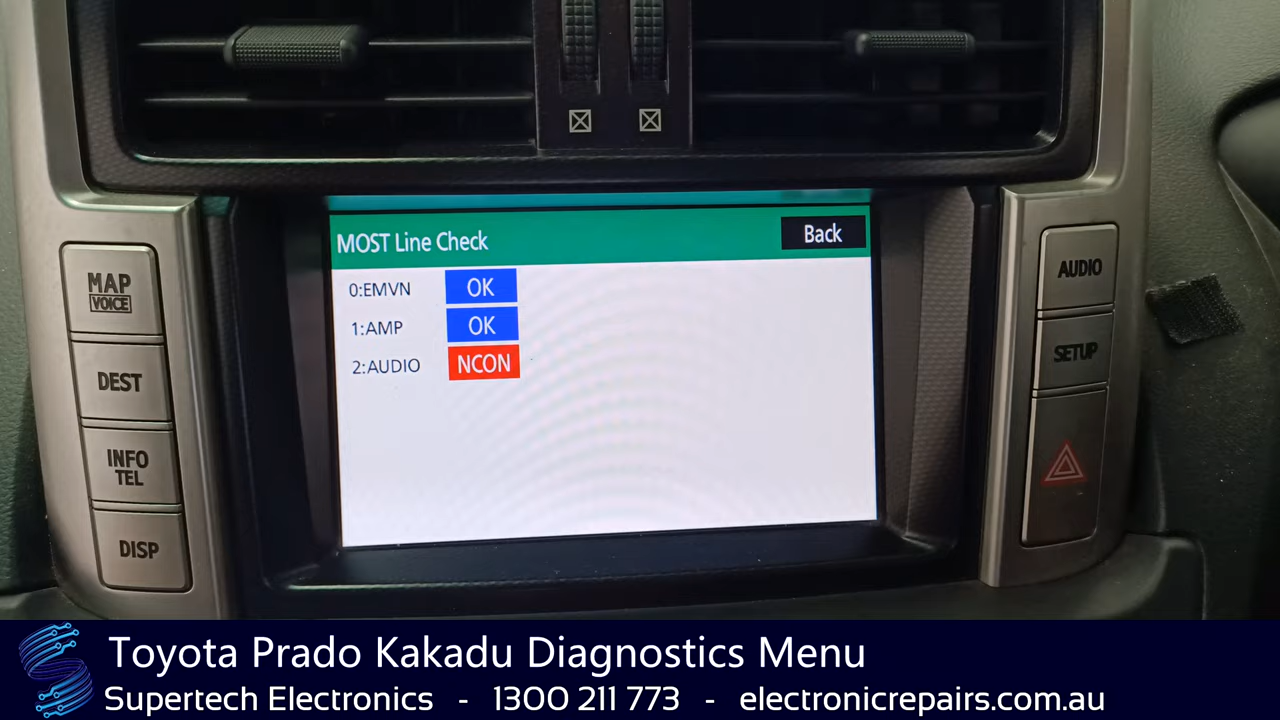 MOST Line Check
Back
0:EMVN OK
1:AMP OK
2:AUDIO NCON
MAP
VOICE
DEST
INFO
TEL
DISP
AUDIO
SETUP
Toyota Prado Kakadu Diagnostics Menu
Supertech Electronics - 1300 211 773 - electronicrepairs.com.au